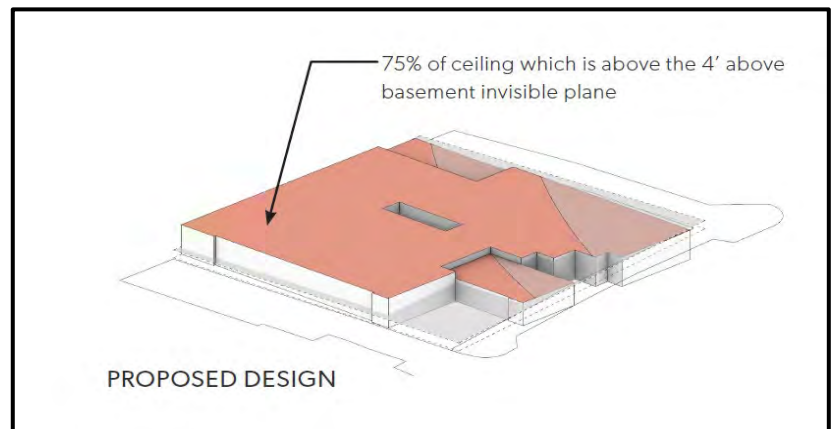 75% of ceiling which is above the 4’ above
basement invisible plane
PROPOSED DESIGN